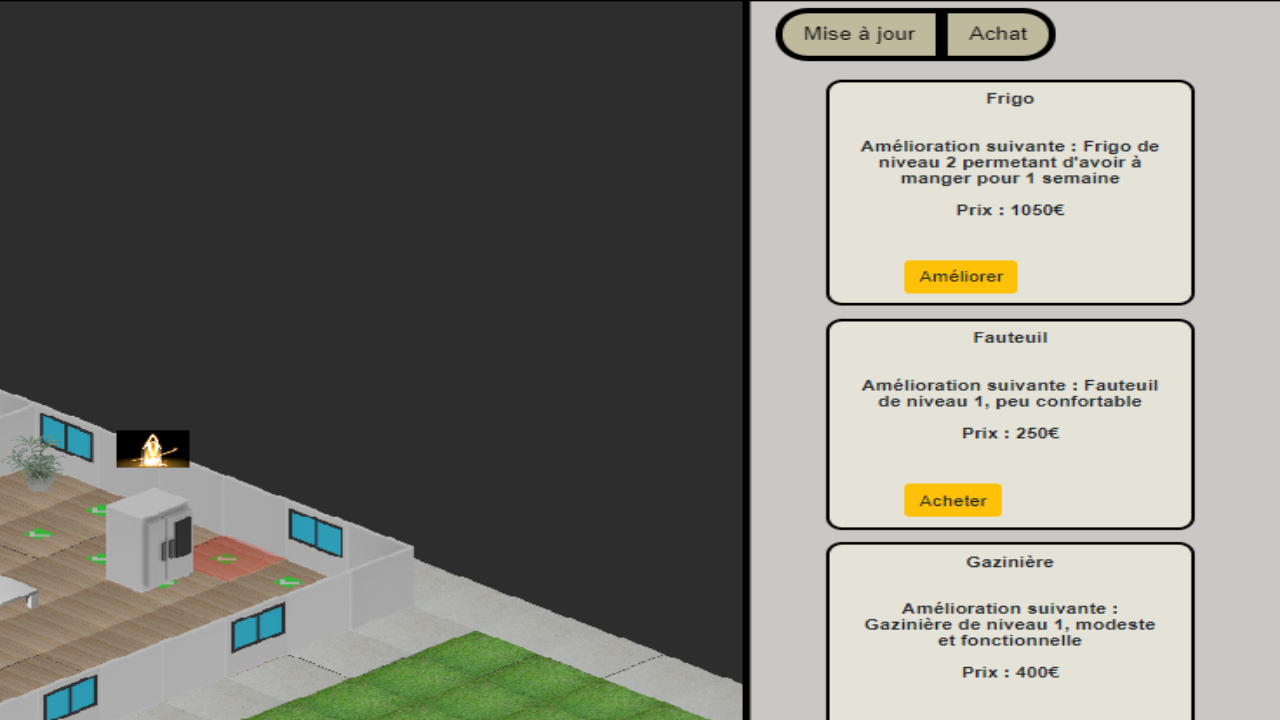 Mise à jour
Achat
Frigo
Amélioration suivante : Frigo de
niveau 2 permetant d'avoir à
manger pour 1 semaine
Prix : 1050€
Améliorer
Fauteuil
Amélioration suivante : Fauteuil
de niveau 1, peu confortable
Prix : 250€
Acheter
Gazinière
Amélioration suivante :
Gazinière de niveau 1, modeste
et fonctionnelle
Prix : 400€